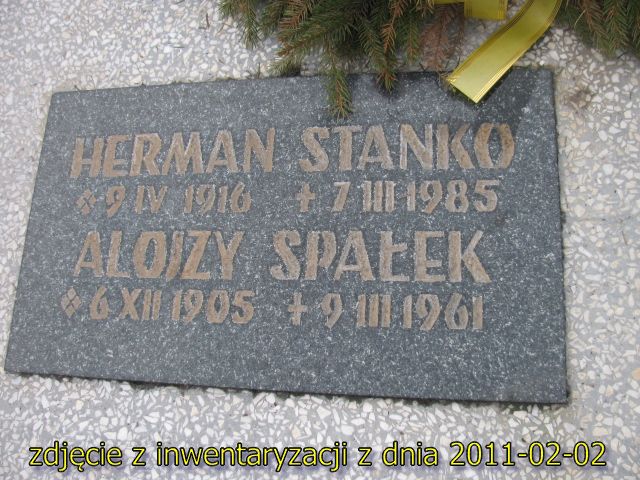 HERMAN STANKO
9 IV 1916 + 7 III 1985
ALOJZY SPAŁEK
6 XII 1905 + 9 III 1961
zdjęcie z inwentaryzacji z dnia 2011-02-02